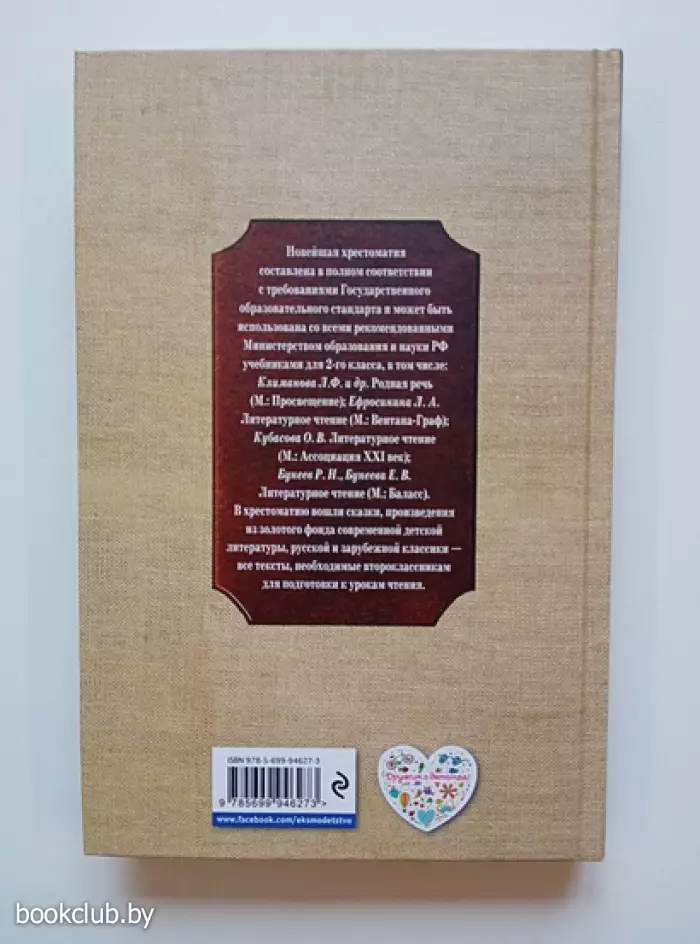 Новейшая хрестоматия
составлена в полном соответствии
с требованиями Государственного
образовательного стандарта и может быть
использована со всеми рекомендованными
Министерством образования и науки РФ
учебниками для 2-го класса, в том числе:
Климанова Л.Ф. и др. Родная речь
(М.: Просвещение); Ефросинина Л. А.
Литературное чтение (М.: Вентана-Граф);
Кубасова О. В. Литературное чтение
(М.: Ассоциация XXI век);
Бунеев Р. Н., Бунеева Е. В.
Литературное чтение (М.: Баласс).
В хрестоматию вошли сказки, произведения
из золотого фонда современной детской
литературы, русской и зарубежной классики —
все тексты, необходимые второклассникам
для подготовки к урокам чтения.
ISBN 978-5-699-94627-3
9 785699 946273>
www.facebook.com/eksmodetstvo
Дружим с детства!
bookclub.by